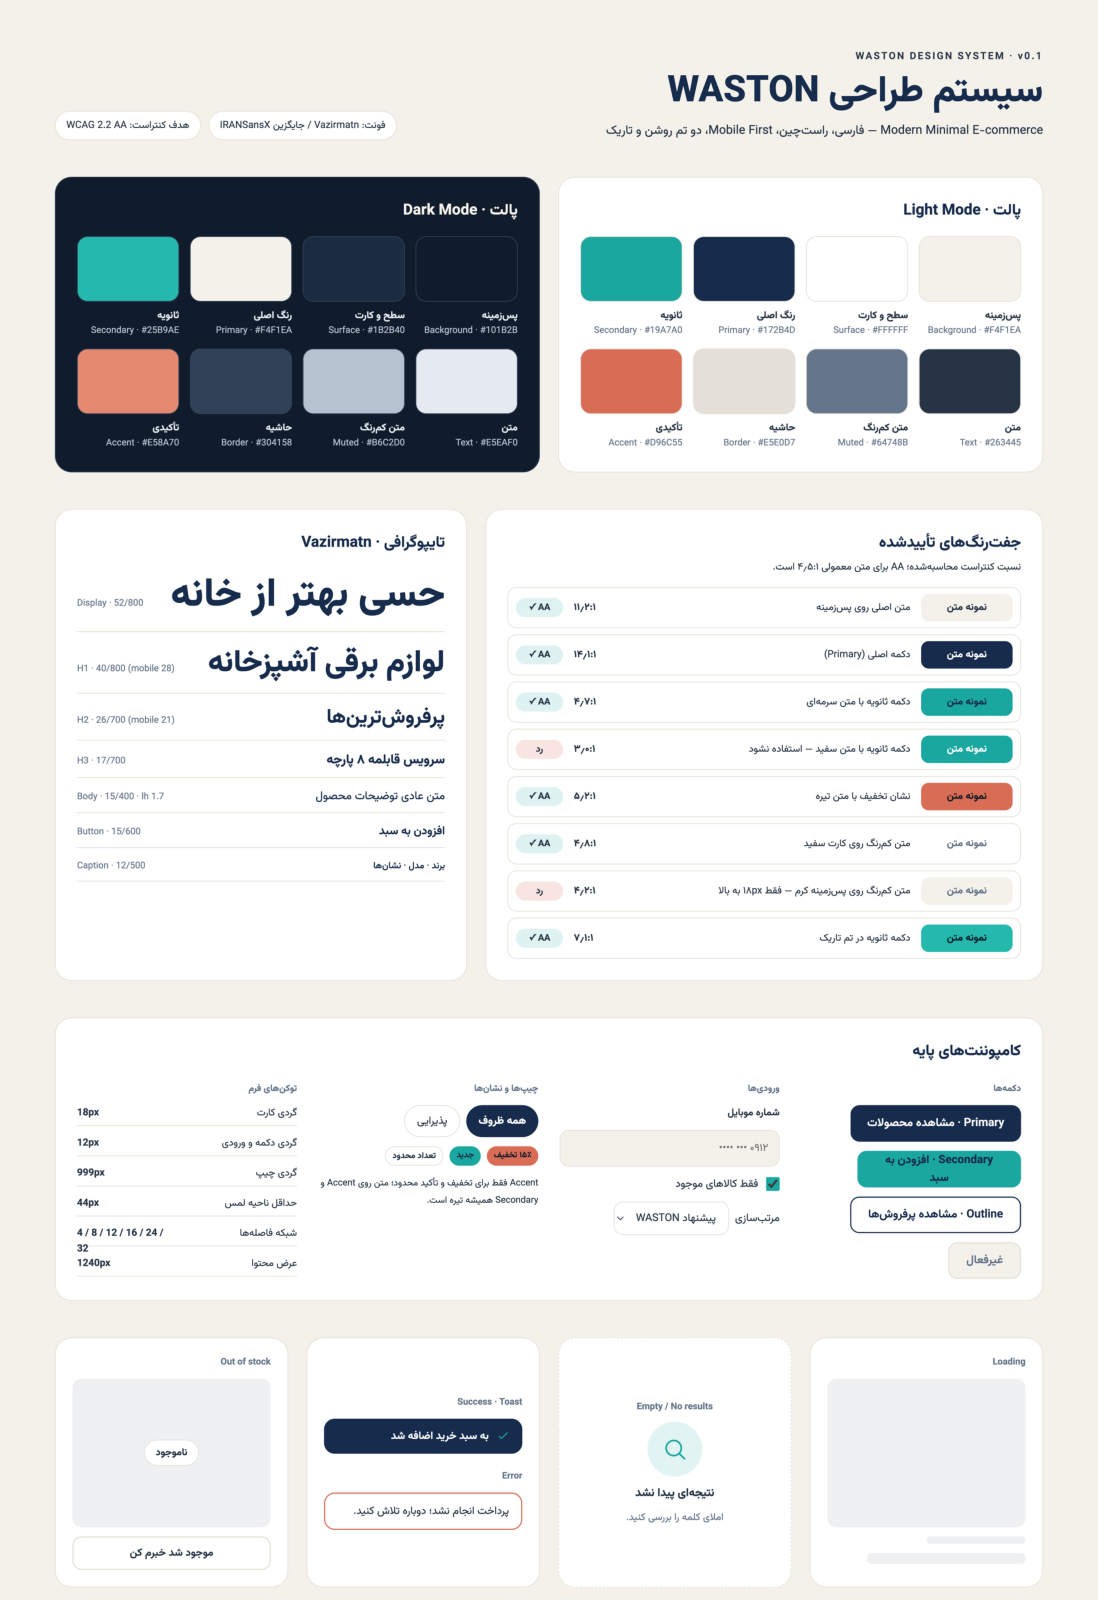 WASTON DESIGN SYSTEM · v0.1
سیستم طراحی WASTON
Modern Minimal E-commerce — فارسی، راست‌چین، Mobile First، دو تم روشن و تاریک
فونت: Vazirmatn / جایگزین IRANSansX
هدف کنتراست: WCAG 2.2 AA
پالت · Light Mode
پس‌زمینه
Background · #F4F1EA
سطح و کارت
Surface · #FFFFFF
رنگ اصلی
Primary · #172B4D
ثانویه
Secondary · #19A7A0
متن
Text · #263445
متن کم‌رنگ
Muted · #64748B
حاشیه
Border · #E5E0D7
تأکیدی
Accent · #D96C55
پالت · Dark Mode
پس‌زمینه
Background · #101B2B
سطح و کارت
Surface · #1B2B40
رنگ اصلی
Primary · #F4F1EA
ثانویه
Secondary · #25B9AE
متن
Text · #E5EAF0
متن کم‌رنگ
Muted · #B6C2D0
حاشیه
Border · #304158
تأکیدی
Accent · #E58A70
جفت‌رنگ‌های تأییدشده
نسبت کنتراست محاسبه‌شده؛ AA برای متن معمولی ۴٫۵:۱ است.
نمونه متن متن اصلی روی پس‌زمینه ۱۱٫۲:۱ AA ✓
نمونه متن دکمه اصلی (Primary) ۱۴٫۱:۱ AA ✓
نمونه متن دکمه ثانویه با متن سرمه‌ای ۴٫۷:۱ AA ✓
نمونه متن دکمه ثانویه با متن سفید — استفاده نشود ۳٫۰:۱ رد
نمونه متن نشان تخفیف با متن تیره ۵٫۲:۱ AA ✓
نمونه متن متن کم‌رنگ روی کارت سفید ۴٫۸:۱ AA ✓
نمونه متن متن کم‌رنگ روی پس‌زمینه کرم — فقط ۱۸px به بالا ۴٫۲:۱ رد
نمونه متن دکمه ثانویه در تم تاریک ۷٫۱:۱ AA ✓
تایپوگرافی · Vazirmatn
حسی بهتر از خانه Display · 52/800
لوازم برقی آشپزخانه H1 · 40/800 (mobile 28)
پرفروش‌ترین‌ها H2 · 26/700 (mobile 21)
سرویس قابلمه ۸ پارچه H3 · 17/700
متن عادی توضیحات محصول Body · 15/400 · lh 1.7
افزودن به سبد Button · 15/600
برند · مدل · نشان‌ها Caption · 12/500
کامپوننت‌های پایه
دکمه‌ها
Primary · مشاهده محصولات
Secondary · افزودن به
سبد
Outline · مشاهده پرفروش‌ها
غیرفعال
ورودی‌ها
شماره موبایل
۰۹۱۲ ••• ••••
فقط کالاهای موجود
مرتب‌سازی پیشنهاد WASTON
چیپ‌ها و نشان‌ها
همه ظروف پذیرایی
۱۵٪ تخفیف جدید تعداد محدود
Accent فقط برای تخفیف و تأکید محدود؛ متن روی Accent و
Secondary همیشه تیره است.
توکن‌های فرم
گردی کارت 18px
گردی دکمه و ورودی 12px
گردی چیپ 999px
حداقل ناحیه لمس 44px
شبکه فاصله‌ها 4 / 8 / 12 / 16 / 24 /
32
عرض محتوا 1240px
Loading
Empty / No results
نتیجه‌ای پیدا نشد
املای کلمه را بررسی کنید.
Success · Toast
به سبد خرید اضافه شد
Error
پرداخت انجام نشد؛ دوباره تلاش کنید.
Out of stock
ناموجود
موجود شد خبرم کن